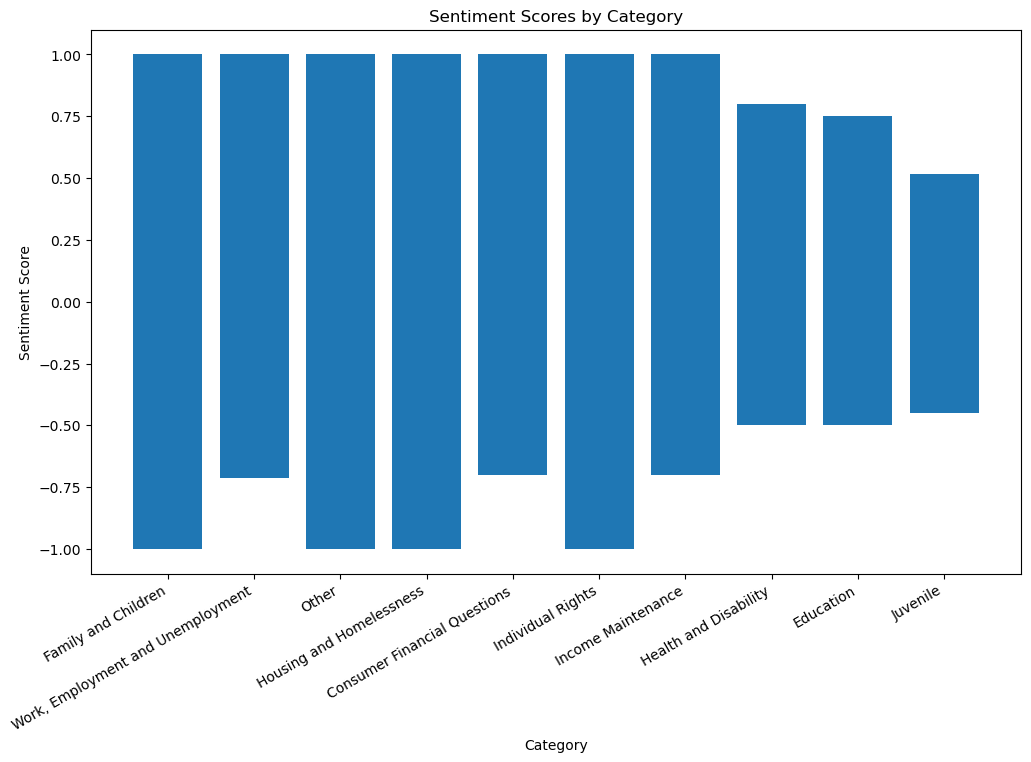 Sentiment Scores by Category
Sentiment Score
1.00
0.75
0.50
0.25
0.00
−0.25
−0.50
−0.75
−1.00
Family and Children
Work, Employment and Unemployment
Other
Housing and Homelessness
Consumer Financial Questions
Individual Rights
Income Maintenance
Health and Disability
Education
Juvenile
Category